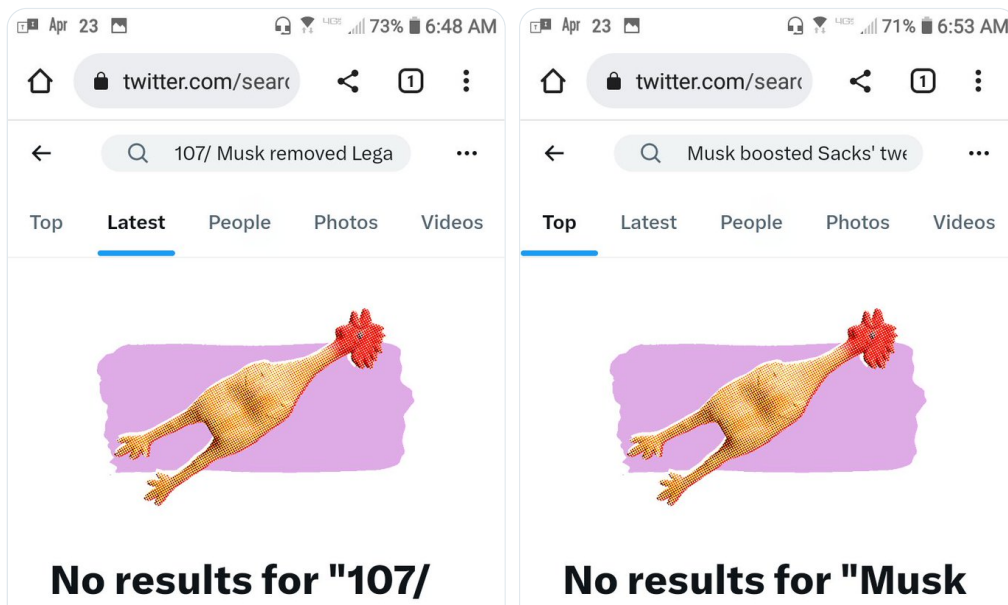 Apr 23 4G 73% 6:48 AM
twitter.com/searc
1
107/ Musk removed Lega
Top Latest People Photos Videos
No results for "107/
Apr 23 4G 71% 6:53 AM
twitter.com/searc
1
Musk boosted Sacks' twe
Top Latest People Photos Videos
No results for "Musk